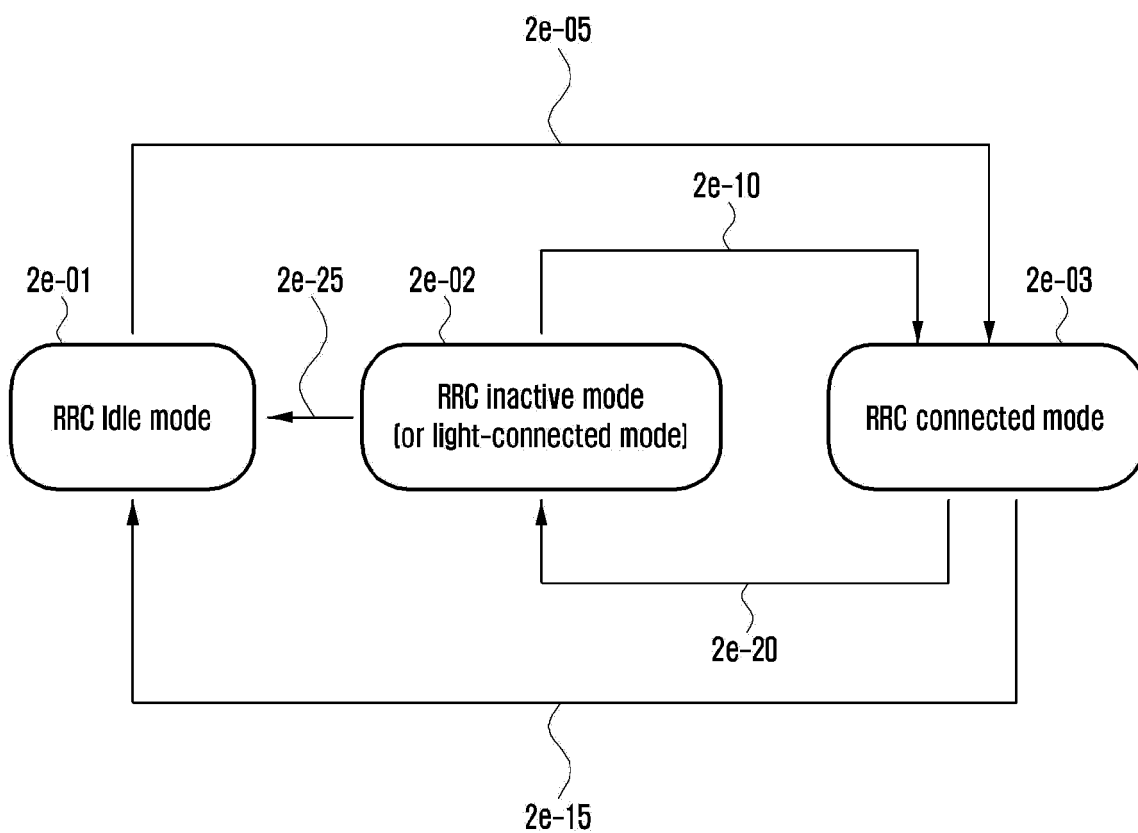 2e-05
2e-10
2e-01
2e-25
2e-02
2e-03
RRC Idle mode
RRC inactive mode
(or light-connected mode)
RRC connected mode
2e-20
2e-15